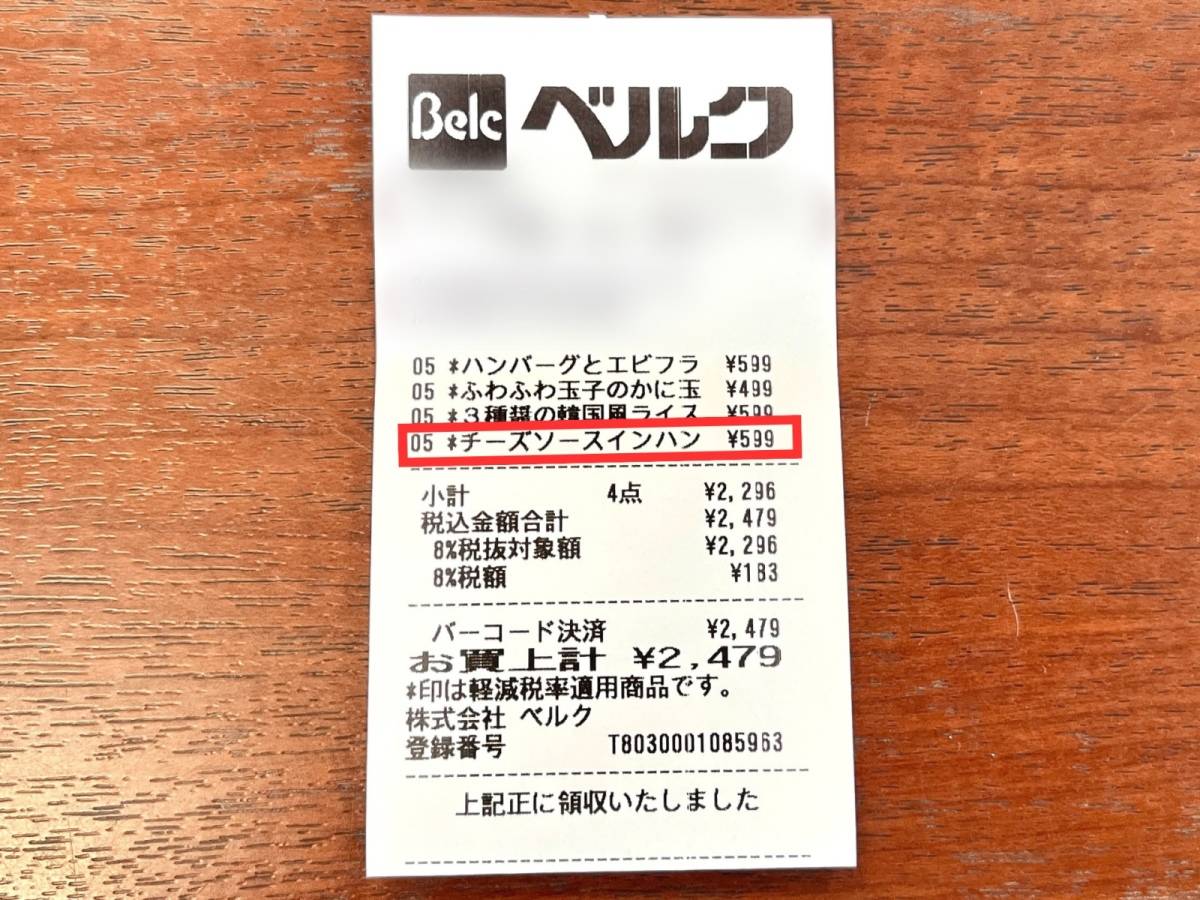 Belc ベルク
05 *ハンバーグとエビフラ ¥599
05 *ふわふわ玉子のかに玉 ¥499
05 *3種醤の韓国風ライス ¥599
05 *チーズソースインハン ¥599
小計 4点 ¥2,296
税込金額合計 ¥2,479
8%税抜対象額 ¥2,296
8%税額 ¥183
バーコード決済 ¥2,479
お買上計 ¥2,479
*印は軽減税率適用商品です。
株式会社 ベルク
登録番号 T8030001085963
上記正に領収いたしました